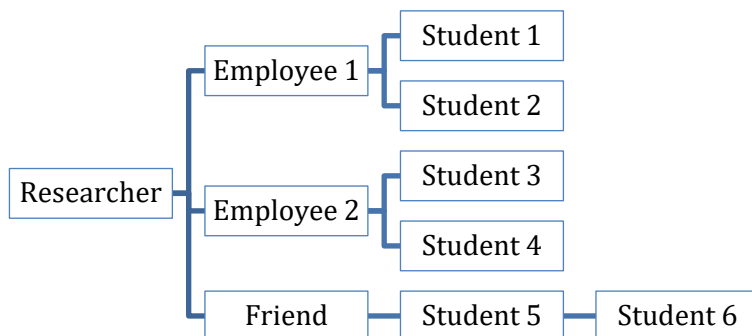 Student 1
Employee 1
Student 2
Researcher
Student 3
Employee 2
Student 4
Friend
Student 5
Student 6